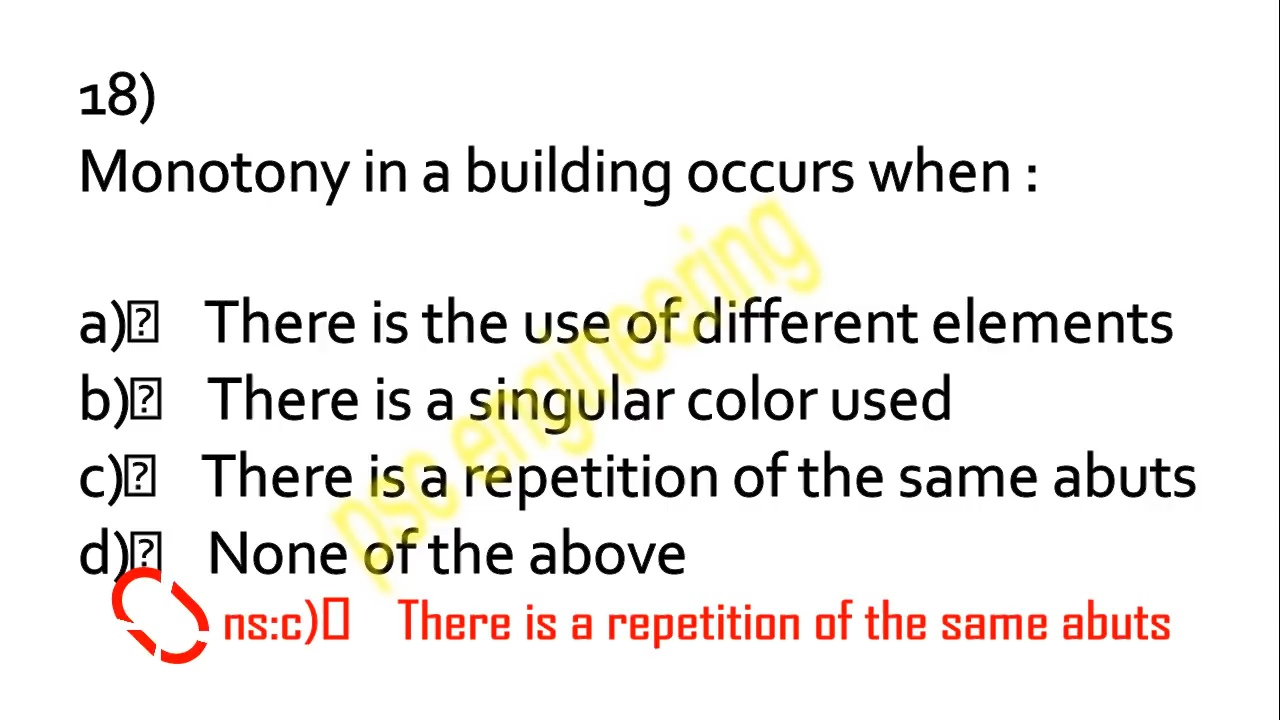 18)
Monotony in a building occurs when :
a) There is the use of different elements
b) There is a singular color used
c) There is a repetition of the same abuts
d) None of the above
ns:c) There is a repetition of the same abuts
psc engineering